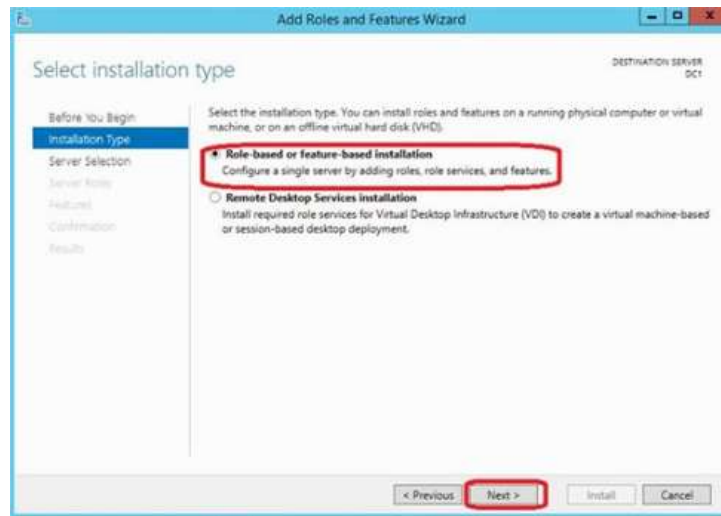 Add Roles and Features Wizard
Select installation type
DESTINATION SERVER
DC1
Before You Begin
Installation Type
Server Selection
Server Roles
Features
Confirmation
Results
Select the installation type. You can install roles and features on a running physical computer or virtual
machine, or on an offline virtual hard disk (VHD).
Role-based or feature-based installation
Configure a single server by adding roles, role services, and features.
Remote Desktop Services installation
Install required role services for Virtual Desktop Infrastructure (VDI) to create a virtual machine-based
or session-based desktop deployment.
< Previous Next > Install Cancel